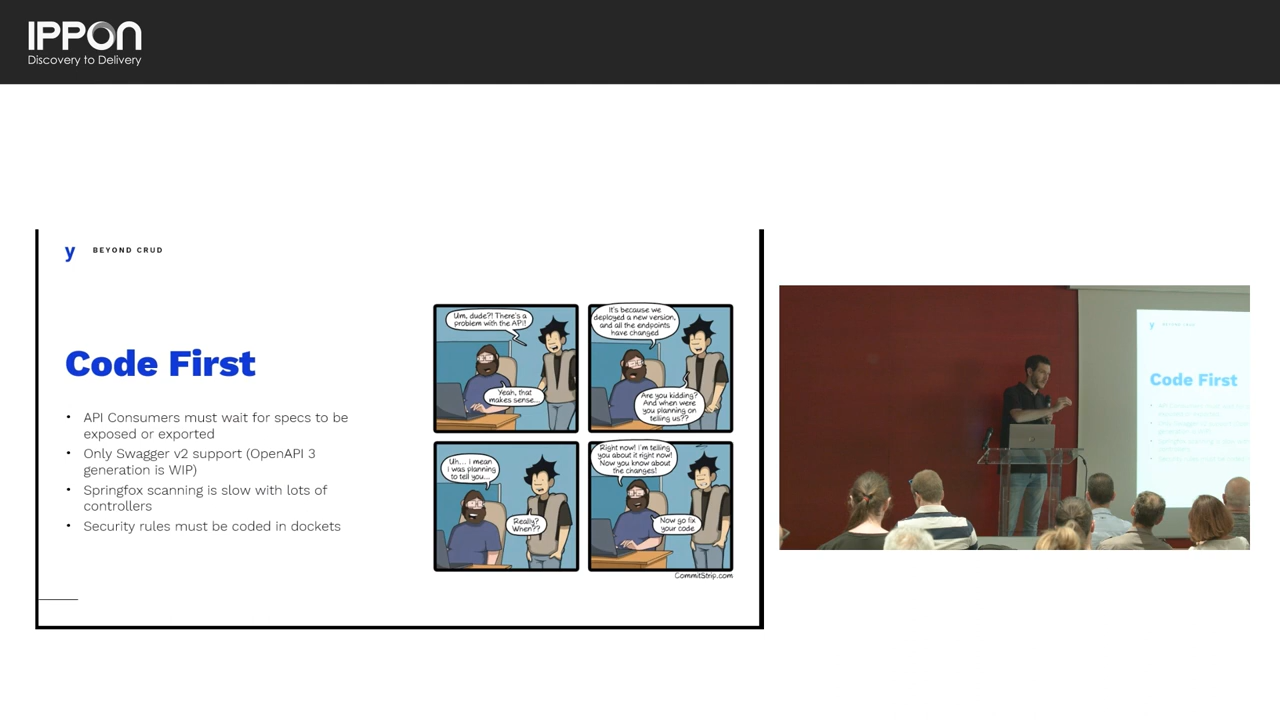 IPPON
Discovery to Delivery
y BEYOND CRUD
Code First
• API Consumers must wait for specs to be
exposed or exported
• Only Swagger v2 support (OpenAPI 3
generation is WIP)
• Springfox scanning is slow with lots of
controllers
• Security rules must be coded in dockets
Um, dude?! There's a
problem with the API!
Yeah, that
makes sense...
It's because we
deployed a new version,
and all the endpoints
have changed
Are you kidding?
And when were
you planning on
telling us??
Uh... I mean
I was planning
to tell you...
Really?
When??
Right now! I'm telling
you about it right now!
Now you know about
the changes!
Now go fix
your code
CommitStrip.com
y BEYOND CRUD
Code First